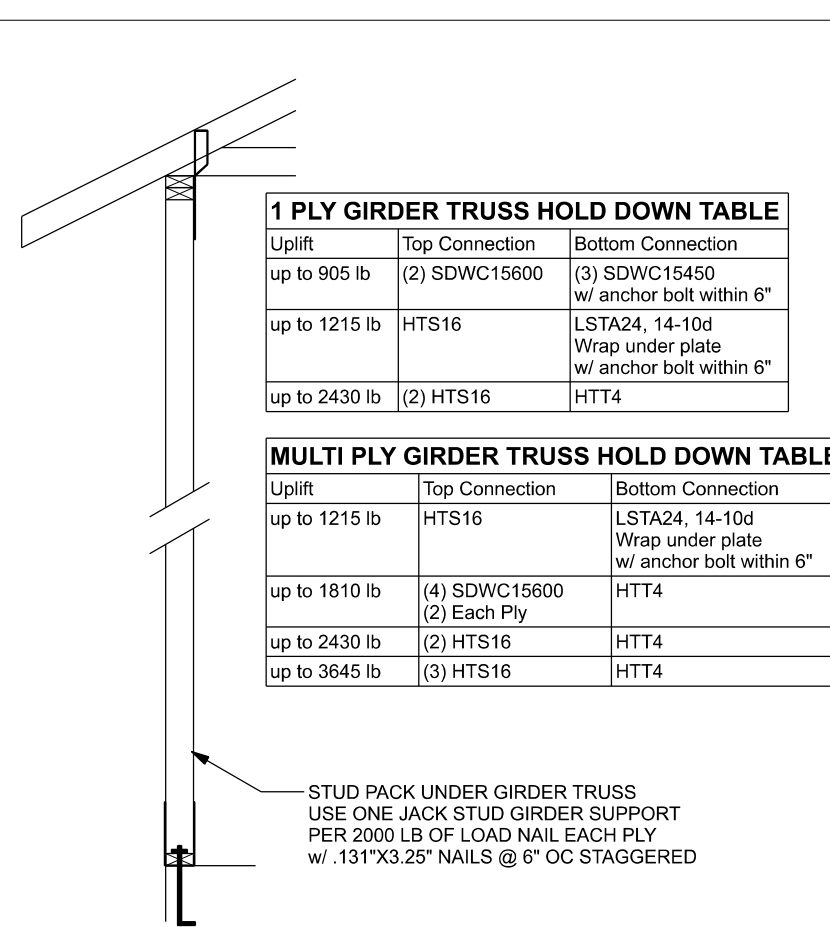 1 PLY GIRDER TRUSS HOLD DOWN TABLE
Uplift Top Connection Bottom Connection
up to 905 lb (2) SDWC15600 (3) SDWC15450
w/ anchor bolt within 6"
up to 1215 lb HTS16 LSTA24, 14-10d
Wrap under plate
w/ anchor bolt within 6"
up to 2430 lb (2) HTS16 HTT4
MULTI PLY GIRDER TRUSS HOLD DOWN TABLE
Uplift Top Connection Bottom Connection
up to 1215 lb HTS16 LSTA24, 14-10d
Wrap under plate
w/ anchor bolt within 6"
up to 1810 lb (4) SDWC15600 HTT4
(2) Each Ply
up to 2430 lb (2) HTS16 HTT4
up to 3645 lb (3) HTS16 HTT4
STUD PACK UNDER GIRDER TRUSS
USE ONE JACK STUD GIRDER SUPPORT
PER 2000 LB OF LOAD NAIL EACH PLY
w/ .131"X3.25" NAILS @ 6" OC STAGGERED